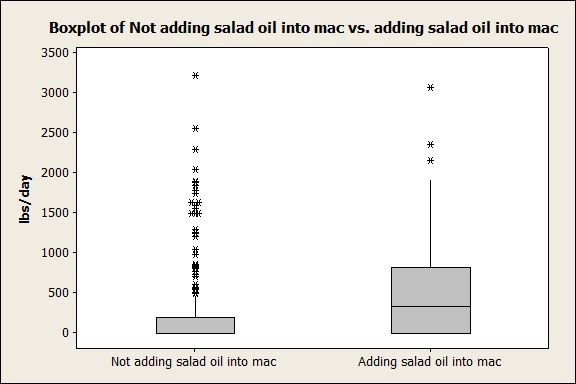 Boxplot of Not adding salad oil into mac vs. adding salad oil into mac
3500
3000
2500
2000
1500
1000
500
0
lbs/day
Not adding salad oil into mac
Adding salad oil into mac